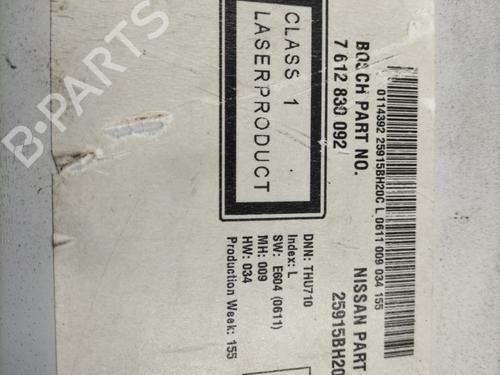 B-PARTS
CLASS 1
LASERPRODUCT
BOSCH PART NO.
7 612 830 092
0114392 25915BH20C L 0611 009 034 155
NISSAN PART
25915BH20
DNN: THU710
Index: L
SW: E604 (0611)
MH: 009
HW: 034
Production Week: 155